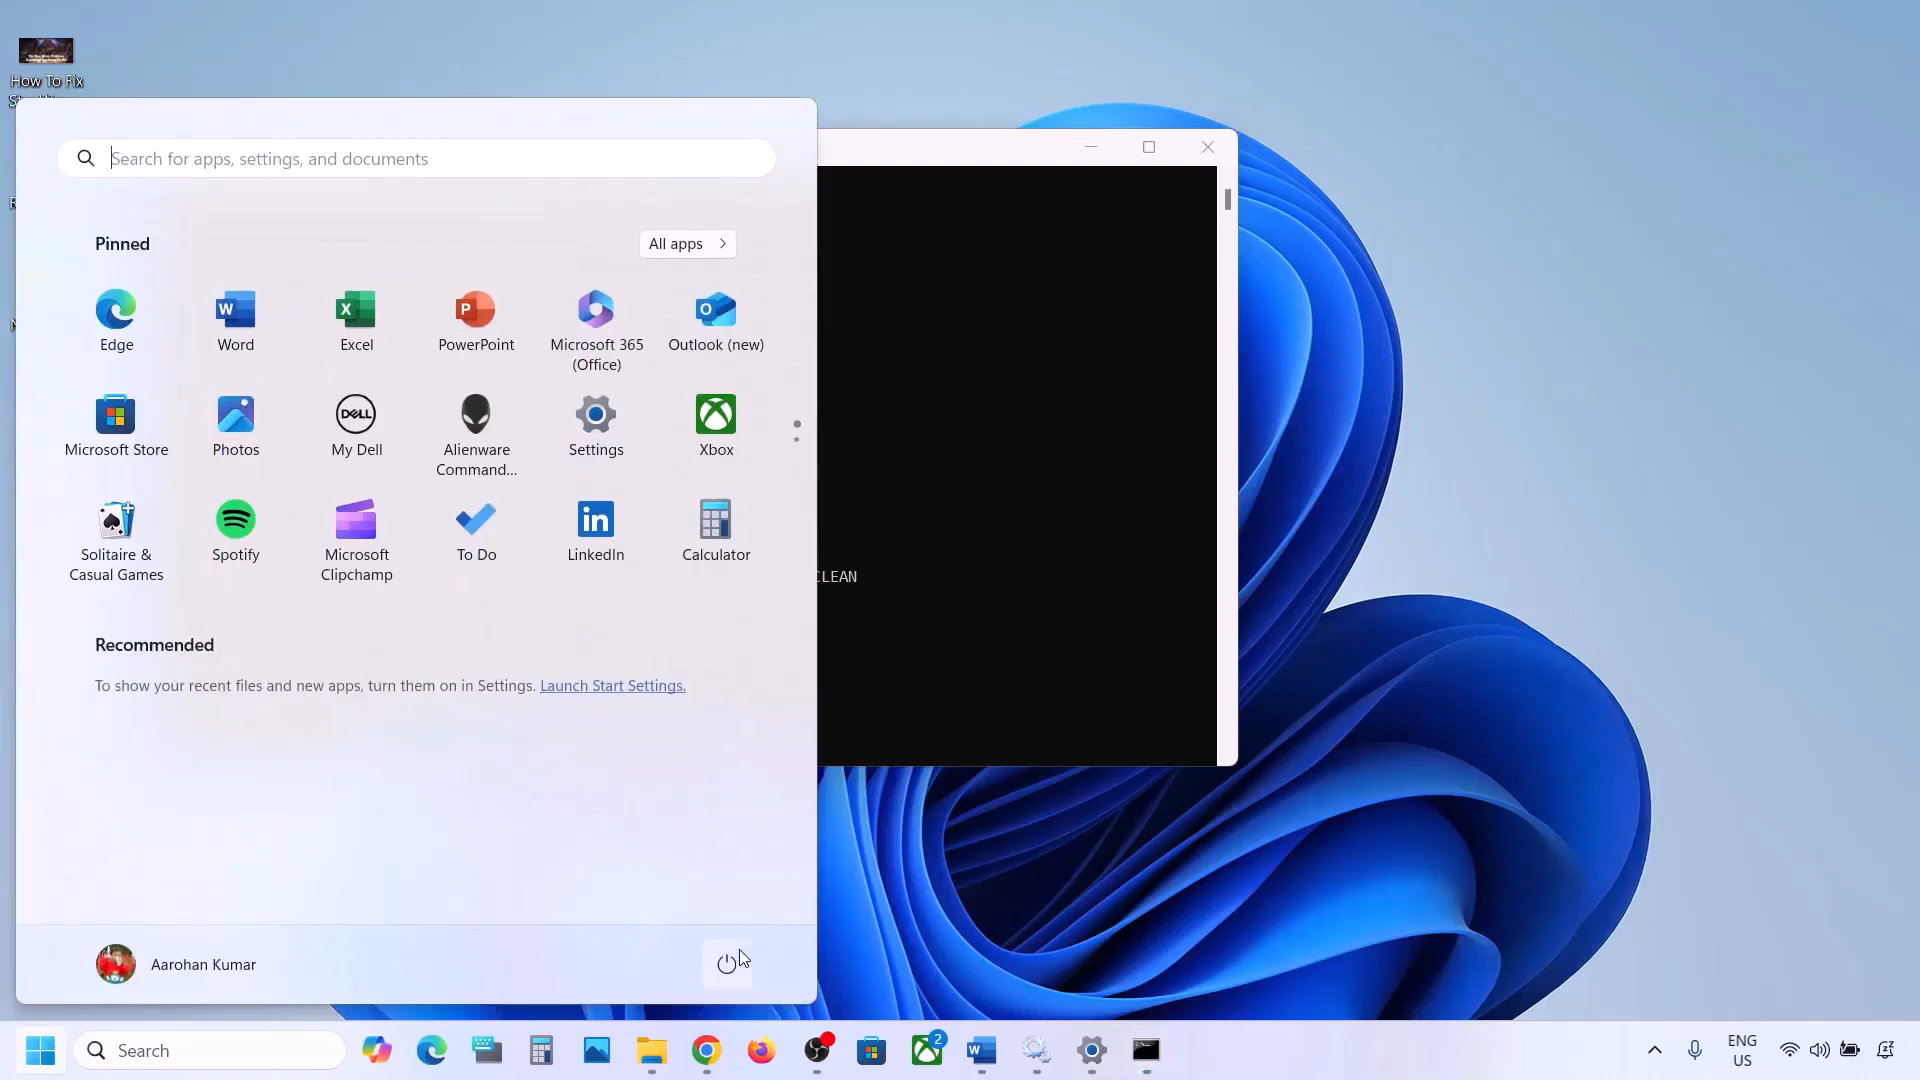 How To Fix
Search for apps, settings, and documents
Pinned
All apps
Edge
Word
Excel
PowerPoint
Microsoft 365
(Office)
Outlook (new)
Microsoft Store
Photos
DELL
My Dell
Alienware
Command...
Settings
Xbox
Solitaire &
Casual Games
Spotify
Microsoft
Clipchamp
To Do
LinkedIn
Calculator
CLEAN
Recommended
To show your recent files and new apps, turn them on in Settings. Launch Start Settings.
Aarohan Kumar
Search
2
ENG
US